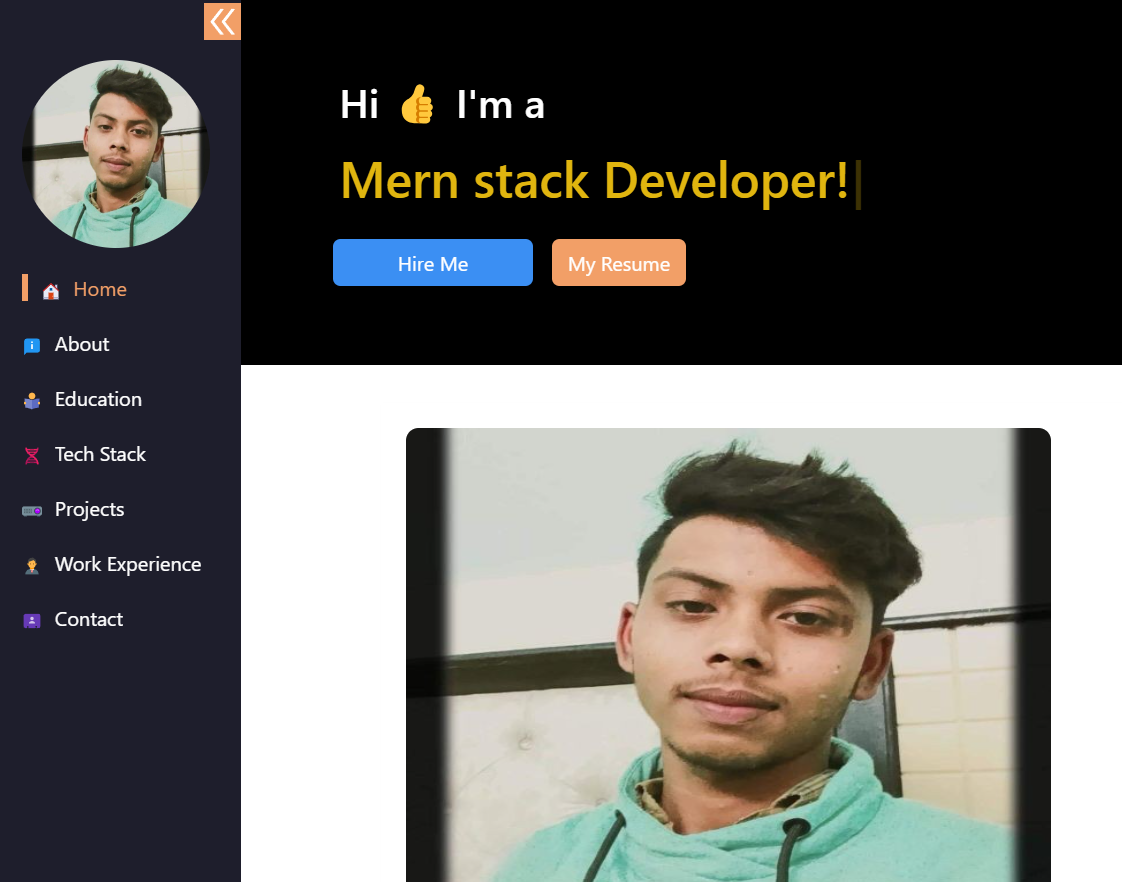 Hi 👍 I'm a
Mern stack Developer!
Hire Me
My Resume
Home
About
Education
Tech Stack
Projects
Work Experience
Contact